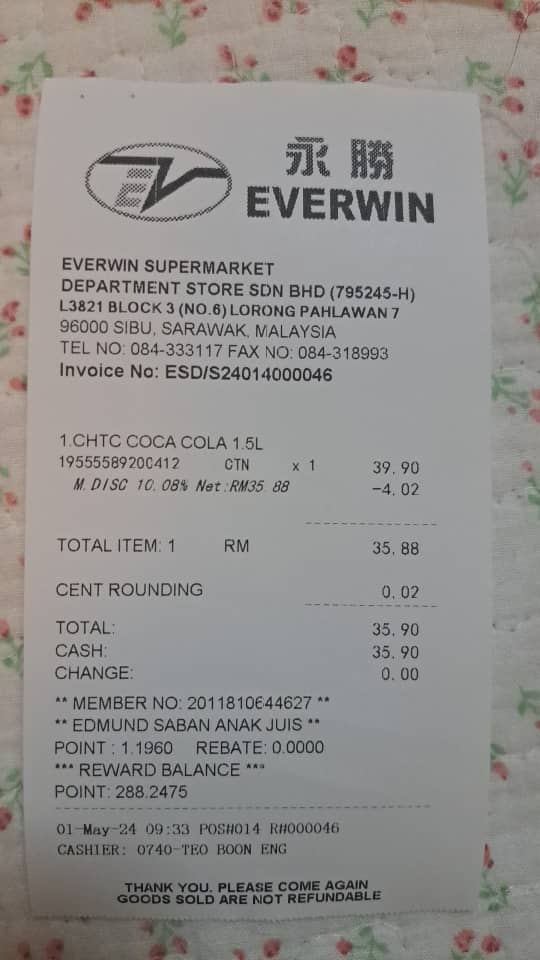 永勝
EV
EVERWIN
EVERWIN SUPERMARKET
DEPARTMENT STORE SDN BHD (795245-H)
L3821 BLOCK 3 (NO.6) LORONG PAHLAWAN 7
96000 SIBU, SARAWAK, MALAYSIA
TEL NO: 084-333117 FAX NO: 084-318993
Invoice No: ESD/S24014000046
1.CHTC COCA COLA 1.5L
19555589200412 CTN x 1 39.90
M.DISC 10.08% Net:RM35.88 -4.02
TOTAL ITEM: 1 RM 35.88
CENT ROUNDING 0.02
TOTAL: 35.90
CASH: 35.90
CHANGE: 0.00
** MEMBER NO: 2011810644627 **
** EDMUND SABAN ANAK JUIS **
POINT : 1.1960 REBATE: 0.0000
*** REWARD BALANCE ***
POINT: 288.2475
01-May-24 09:33 POS#014 R#000046
CASHIER: 0740-TEO BOON ENG
THANK YOU. PLEASE COME AGAIN
GOODS SOLD ARE NOT REFUNDABLE